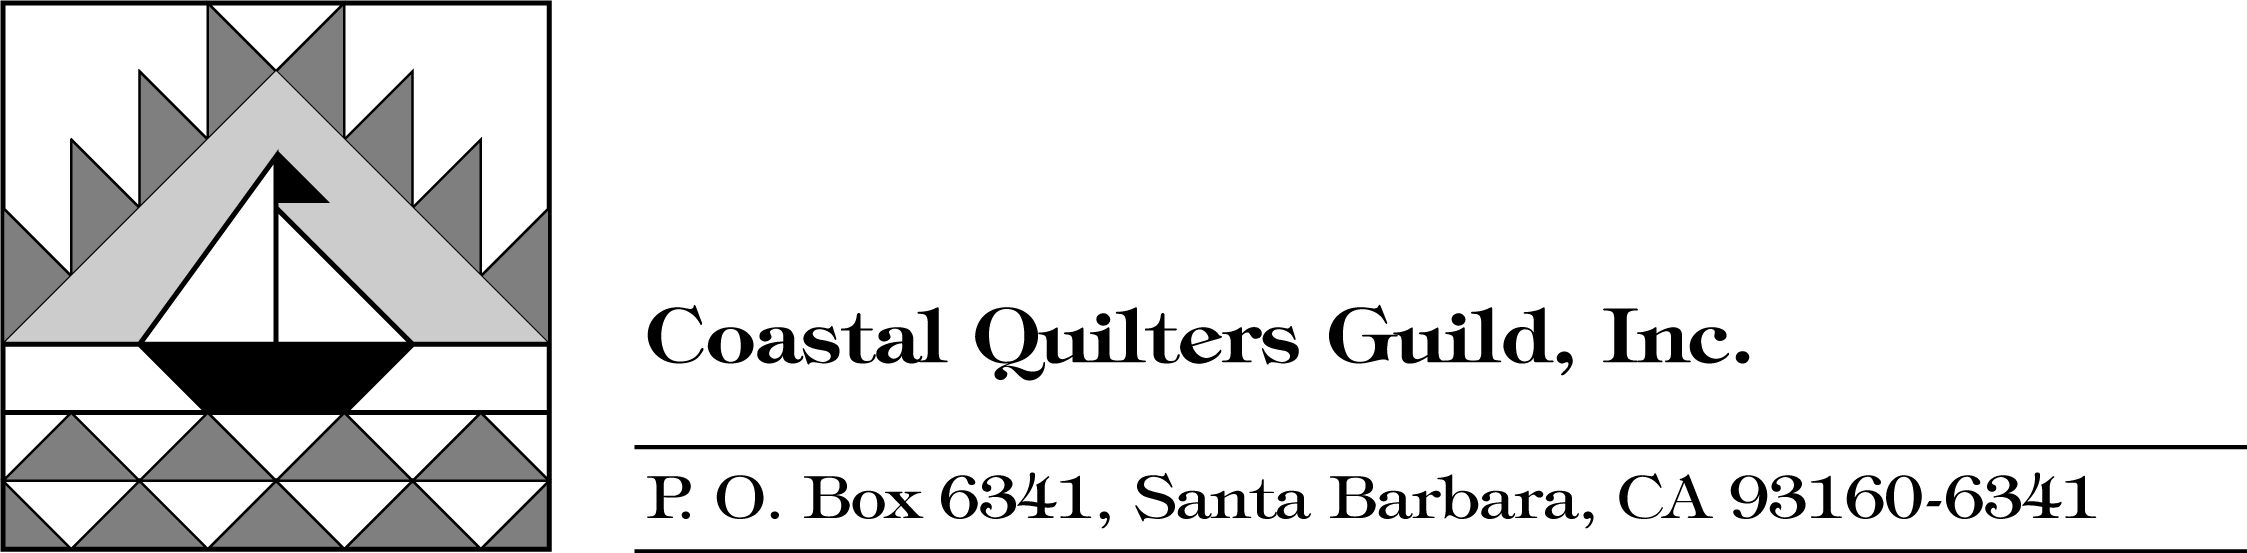 Coastal Quilters Guild, Inc.
P. O. Box 6341, Santa Barbara, CA 93160-6341